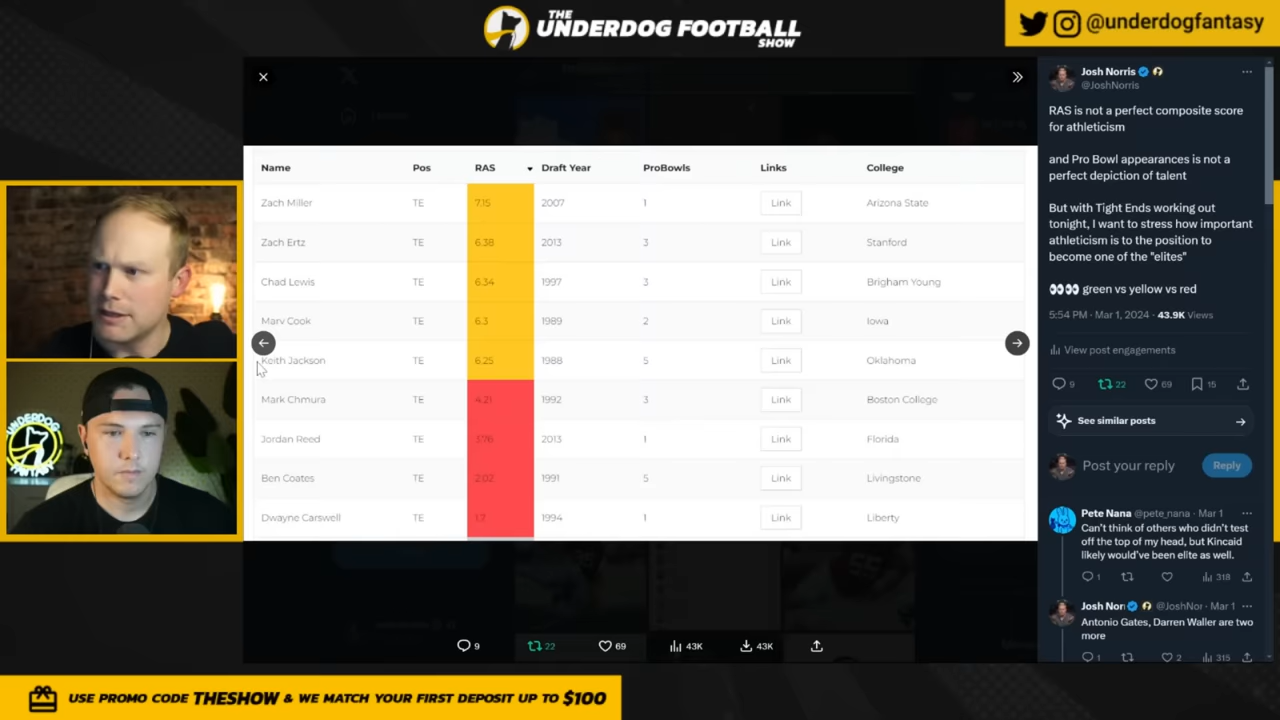 THE
UNDERDOG FOOTBALL
SHOW
@underdogfantasy
Name Pos RAS Draft Year ProBowls Links College
Zach Miller TE 7.15 2007 1 Link Arizona State
Zach Ertz TE 6.38 2013 3 Link Stanford
Chad Lewis TE 6.34 1997 3 Link Brigham Young
Marv Cook TE 6.3 1989 2 Link Iowa
Keith Jackson TE 6.25 1988 5 Link Oklahoma
Mark Chmura TE 4.21 1992 3 Link Boston College
Jordan Reed TE 3.76 2013 1 Link Florida
Ben Coates TE 2.02 1991 5 Link Livingstone
Dwayne Carswell TE 1.7 1994 1 Link Liberty
9 22 69 43K 43K
Josh Norris
@JoshNorris
RAS is not a perfect composite score
for athleticism
and Pro Bowl appearances is not a
perfect depiction of talent
But with Tight Ends working out
tonight, I want to stress how important
athleticism is to the position to
become one of the "elites"
👀👀 green vs yellow vs red
5:54 PM · Mar 1, 2024 · 43.9K Views
View post engagements
9 22 69 15
See similar posts
Post your reply Reply
Pete Nana @pete_nana · Mar 1
Can't think of others who didn't test
off the top of my head, but Kincaid
likely would've been elite as well.
1 318
Josh Nor @JoshNor · Mar 1
Antonio Gates, Darren Waller are two
more
1 2 315
UNDERDOG
FANTASY
USE PROMO CODE THESHOW & WE MATCH YOUR FIRST DEPOSIT UP TO $100